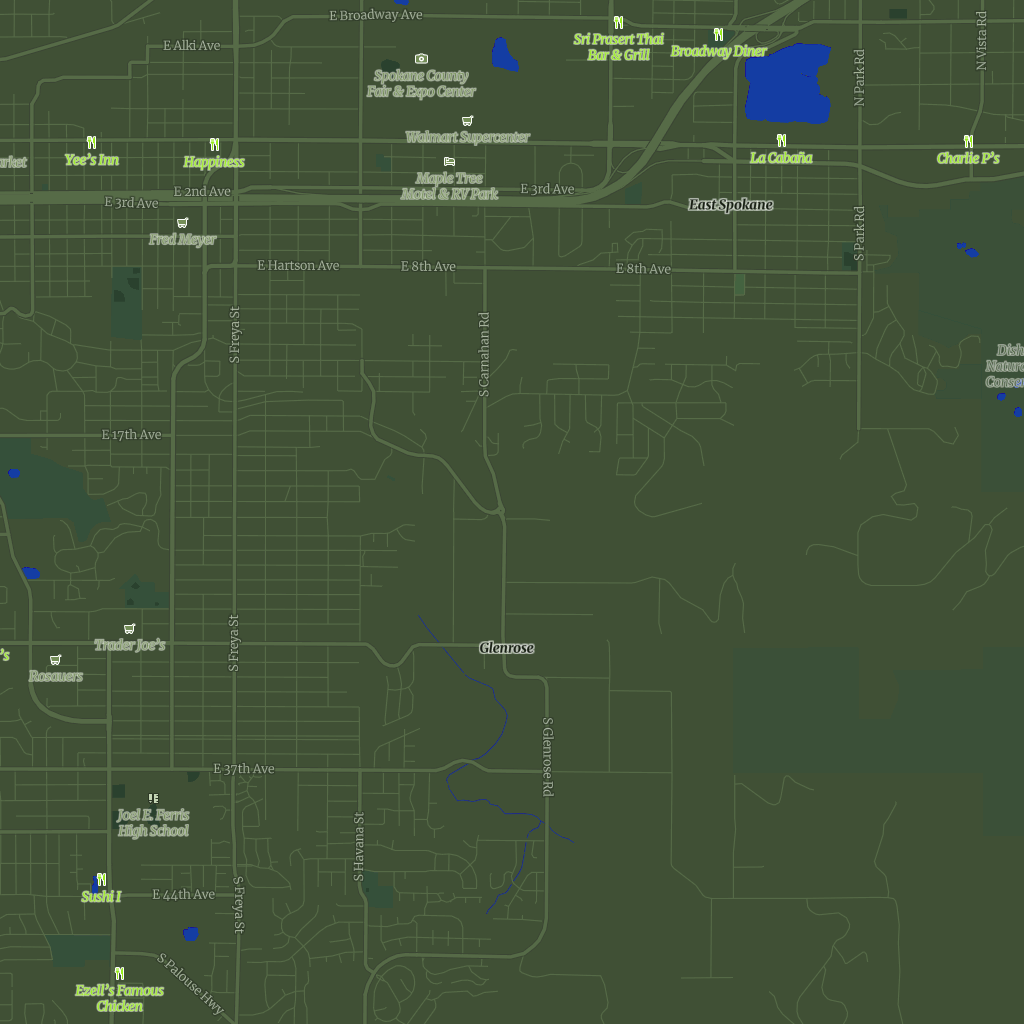 E Broadway Ave
Sri Prasert Thai
Bar & Grill
Broadway Diner
N Vista Rd
E Alki Ave
Spokane County
Fair & Expo Center
N Park Rd
Walmart Supercenter
arket
Yee's Inn
Happiness
La Cabaña
Charlie P's
Maple Tree
Motel & RV Park
E 2nd Ave
E 3rd Ave
E 3rd Ave
East Spokane
Fred Meyer
S Park Rd
E Hartson Ave
E 8th Ave
E 8th Ave
S Freya St
S Carnahan Rd
Dish
Natura
Conser
E 17th Ave
S Freya St
Trader Joe's
's
Glenrose
Rosauers
S Glenrose Rd
E 37th Ave
Joel E. Ferris
High School
S Havana St
Sushi I
E 44th Ave
S Freya St
S Palouse Hwy
Ezell's Famous
Chicken